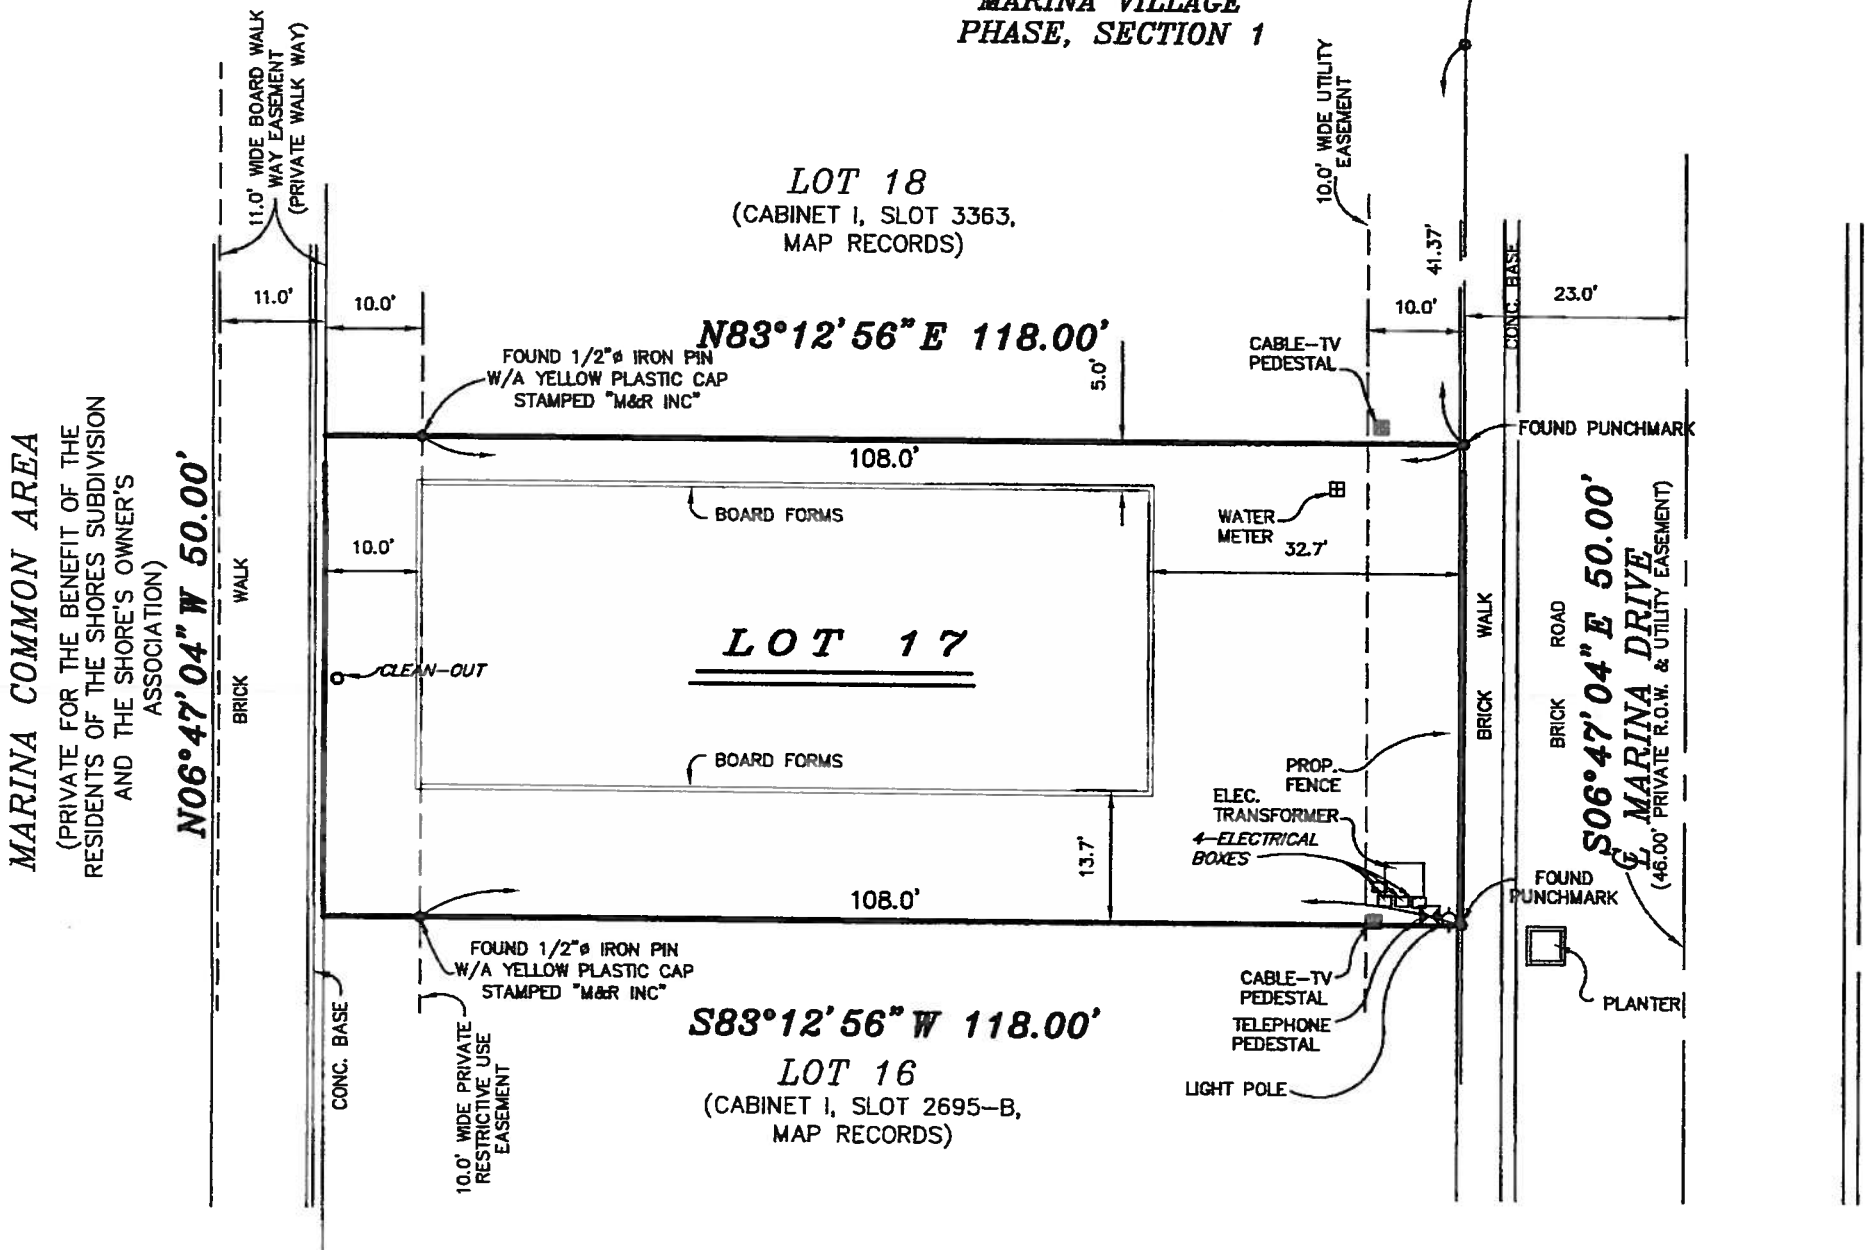 MARINA VILLAGE
PHASE, SECTION 1
11.0' WIDE BOARD WALK
WAY EASEMENT
(PRIVATE WALK WAY)
10.0' WIDE UTILITY
EASEMENT
LOT 18
(CABINET I, SLOT 3363,
MAP RECORDS)
41.37'
CONC. BASE
11.0'
10.0'
10.0'
23.0'
N83°12'56"E 118.00'
5.0'
CABLE-TV
PEDESTAL
FOUND 1/2"ø IRON PIN
W/A YELLOW PLASTIC CAP
STAMPED "M&R INC"
FOUND PUNCHMARK
108.0'
MARINA COMMON AREA
(PRIVATE FOR THE BENEFIT OF THE
RESIDENTS OF THE SHORES SUBDIVISION
AND THE SHORE'S OWNER'S
ASSOCIATION)
N06°47'04"W 50.00'
BRICK WALK
BOARD FORMS
WATER
METER
10.0'
32.7'
LOT 17
CLEAN-OUT
BRICK WALK
BRICK ROAD
S06°47'04"E 50.00'
℄ MARINA DRIVE
(46.00' PRIVATE R.O.W. & UTILITY EASEMENT)
BOARD FORMS
PROP.
FENCE
ELEC.
TRANSFORMER
4-ELECTRICAL
BOXES
13.7'
108.0'
FOUND
PUNCHMARK
FOUND 1/2"ø IRON PIN
W/A YELLOW PLASTIC CAP
STAMPED "M&R INC"
CABLE-TV
PEDESTAL
TELEPHONE
PEDESTAL
LIGHT POLE
PLANTER
CONC. BASE
10.0' WIDE PRIVATE
RESTRICTIVE USE
EASEMENT
S83°12'56"W 118.00'
LOT 16
(CABINET I, SLOT 2695-B,
MAP RECORDS)